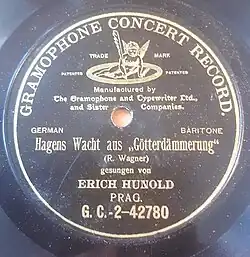 GRAMOPHONE CONCERT RECORD.
TRADE MARK
PATENTED PATENTED
Manufactured by
The Gramophone and Typewriter Ltd.,
and Sister Companies.
GERMAN BARITONE
Hagens Wacht aus „Götterdämmerung“
(R. Wagner)
gesungen von
ERICH HUNOLD
PRAG.
G. C.-2-42780